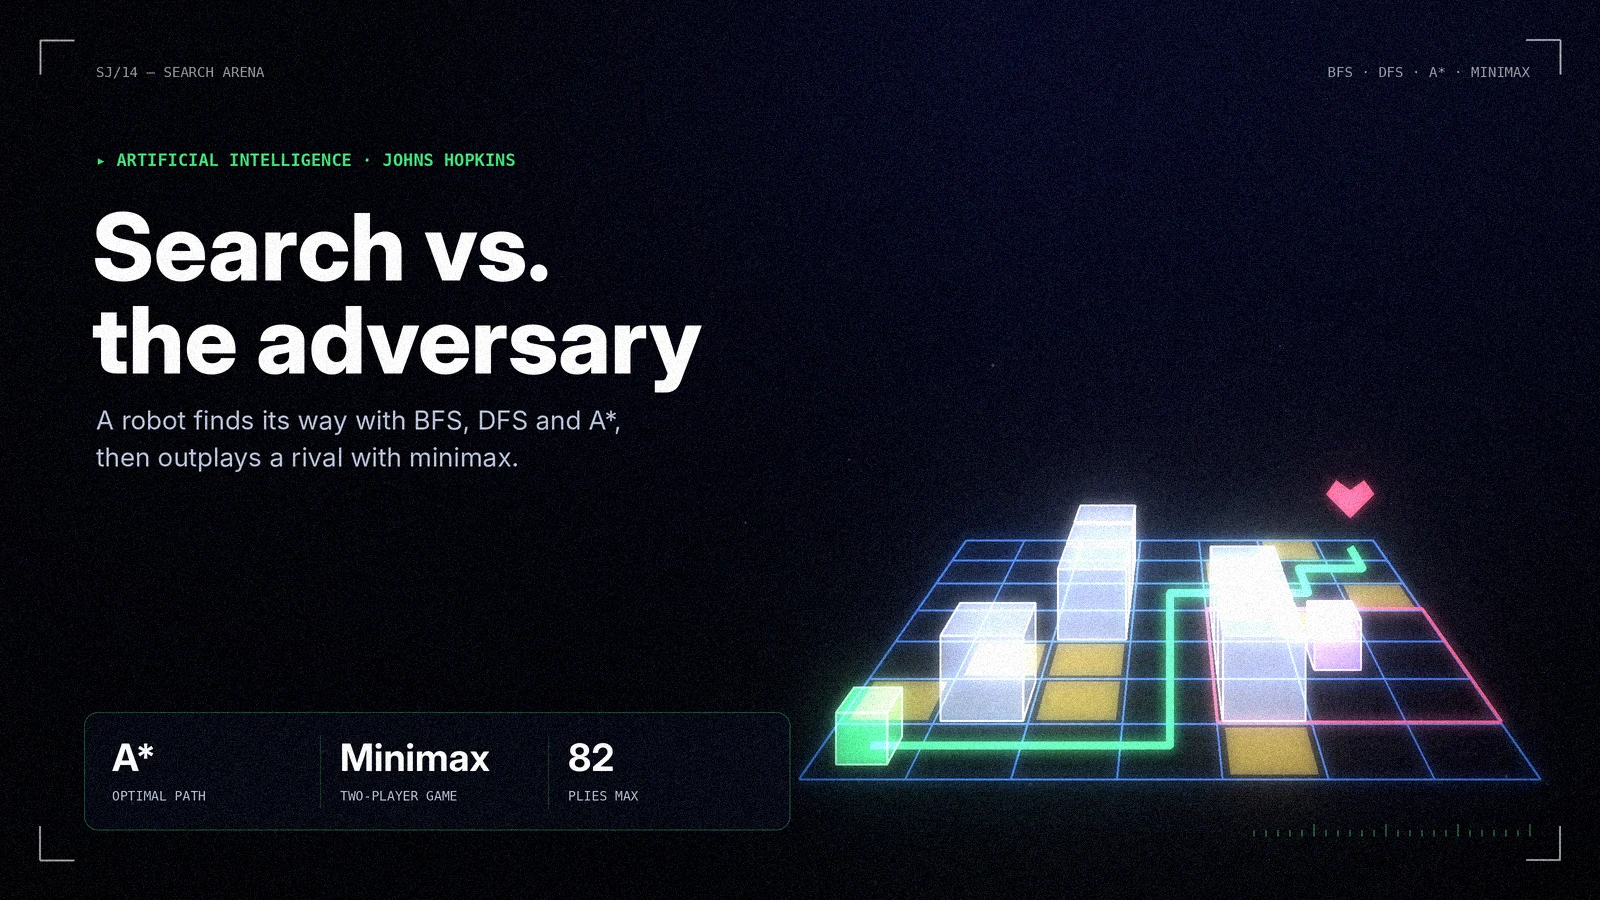 SJ/14 — SEARCH ARENA
BFS · DFS · A* · MINIMAX
▸ ARTIFICIAL INTELLIGENCE · JOHNS HOPKINS
Search vs.
the adversary
A robot finds its way with BFS, DFS and A*,
then outplays a rival with minimax.
A*
OPTIMAL PATH
Minimax
TWO-PLAYER GAME
82
PLIES MAX